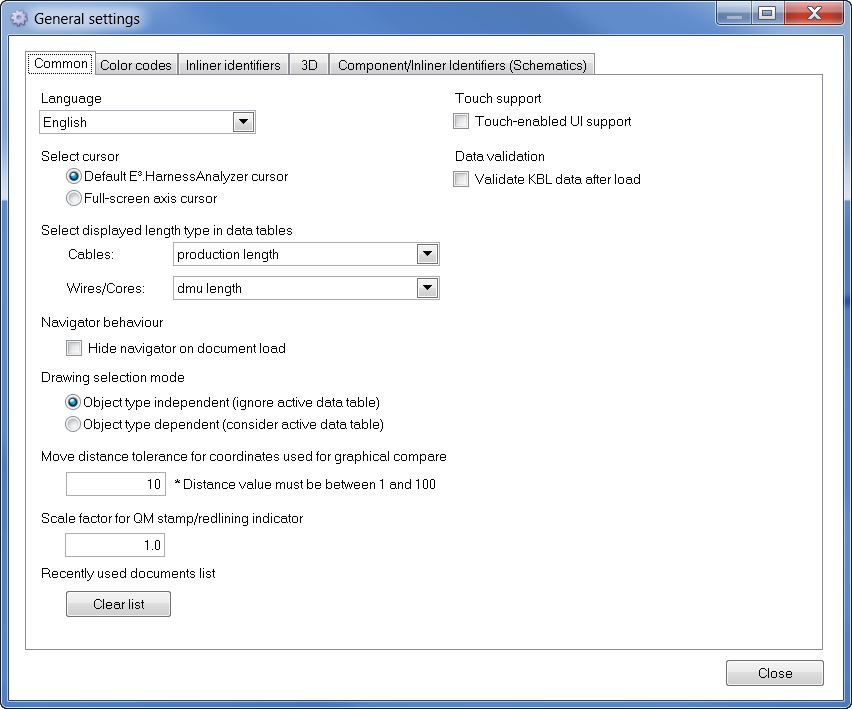 General settings
Common
Color codes
Inliner identifiers
3D
Component/Inliner Identifiers (Schematics)
Language
English
Select cursor
Default E³.HarnessAnalyzer cursor
Full-screen axis cursor
Select displayed length type in data tables
Cables:
production length
Wires/Cores:
dmu length
Navigator behaviour
Hide navigator on document load
Drawing selection mode
Object type independent (ignore active data table)
Object type dependent (consider active data table)
Move distance tolerance for coordinates used for graphical compare
10
* Distance value must be between 1 and 100
Scale factor for QM stamp/redlining indicator
1.0
Recently used documents list
Clear list
Touch support
Touch-enabled UI support
Data validation
Validate KBL data after load
Close